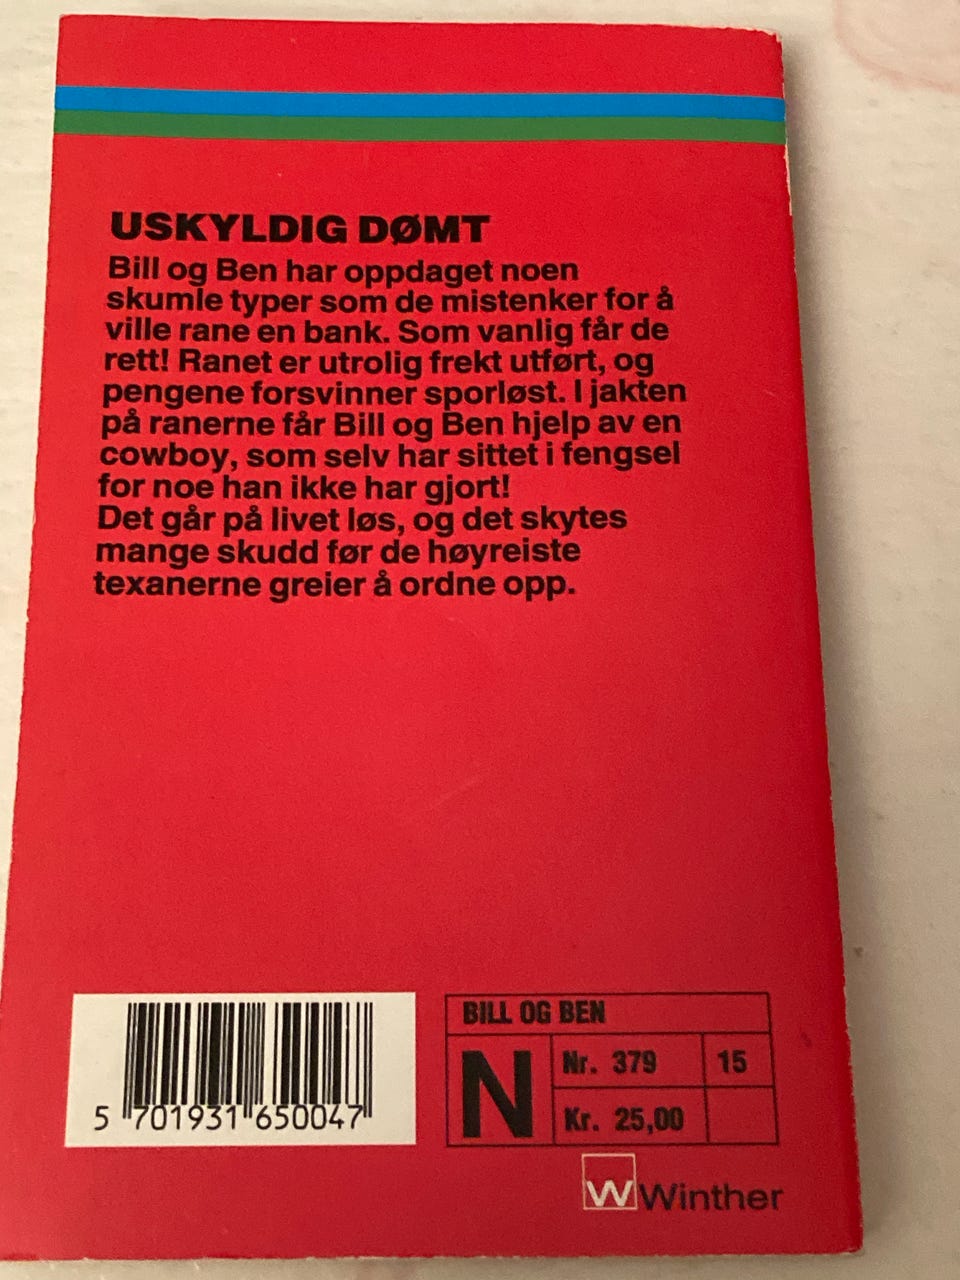 USKYLDIG DØMT
Bill og Ben har oppdaget noen
skumle typer som de mistenker for å
ville rane en bank. Som vanlig får de
rett! Ranet er utrolig frekt utført, og
pengene forsvinner sporløst. I jakten
på ranerne får Bill og Ben hjelp av en
cowboy, som selv har sittet i fengsel
for noe han ikke har gjort!
Det går på livet løs, og det skytes
mange skudd før de høyreiste
texanerne greier å ordne opp.
5 701931 650047
BILL OG BEN
N
Nr. 379
15
Kr. 25,00
W Winther